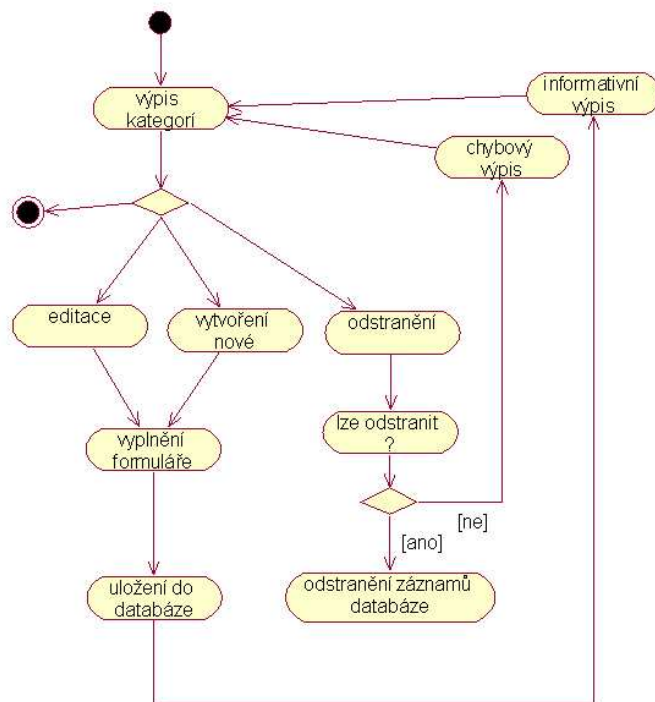 výpis
kategorí
informativní
výpis
chybový
výpis
editace
vytvoření
nové
odstranění
vyplnění
formuláře
lze odstranit
?
[ne]
[ano]
uložení do
databáze
odstranění záznamů
databáze